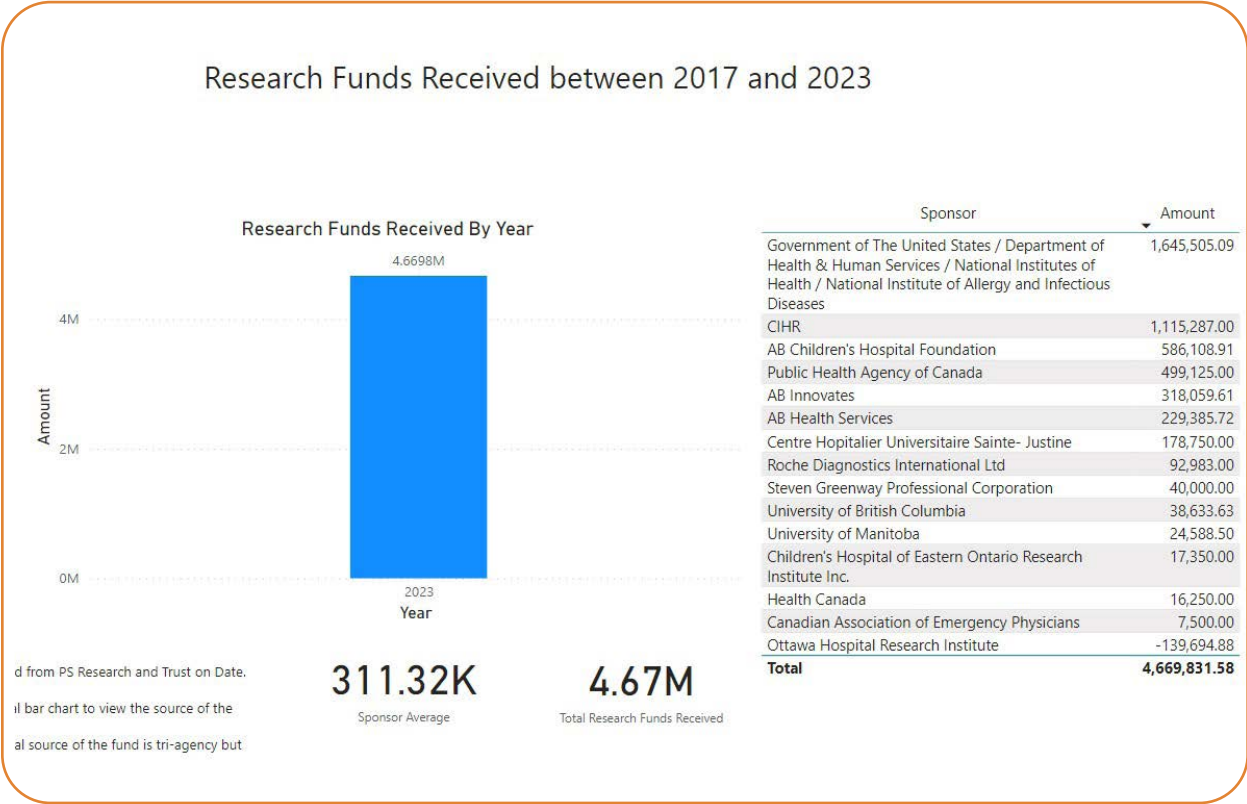 Research Funds Received between 2017 and 2023
Research Funds Received By Year
4.6698M
4M
2M
0M
Amount
2023
Year
Sponsor Amount
Government of The United States / Department of 1,645,505.09
Health & Human Services / National Institutes of
Health / National Institute of Allergy and Infectious
Diseases
CIHR 1,115,287.00
AB Children's Hospital Foundation 586,108.91
Public Health Agency of Canada 499,125.00
AB Innovates 318,059.61
AB Health Services 229,385.72
Centre Hopitalier Universitaire Sainte- Justine 178,750.00
Roche Diagnostics International Ltd 92,983.00
Steven Greenway Professional Corporation 40,000.00
University of British Columbia 38,633.63
University of Manitoba 24,588.50
Children's Hospital of Eastern Ontario Research 17,350.00
Institute Inc.
Health Canada 16,250.00
Canadian Association of Emergency Physicians 7,500.00
Ottawa Hospital Research Institute -139,694.88
Total 4,669,831.58
d from PS Research and Trust on Date.
l bar chart to view the source of the
al source of the fund is tri-agency but
311.32K
Sponsor Average
4.67M
Total Research Funds Received